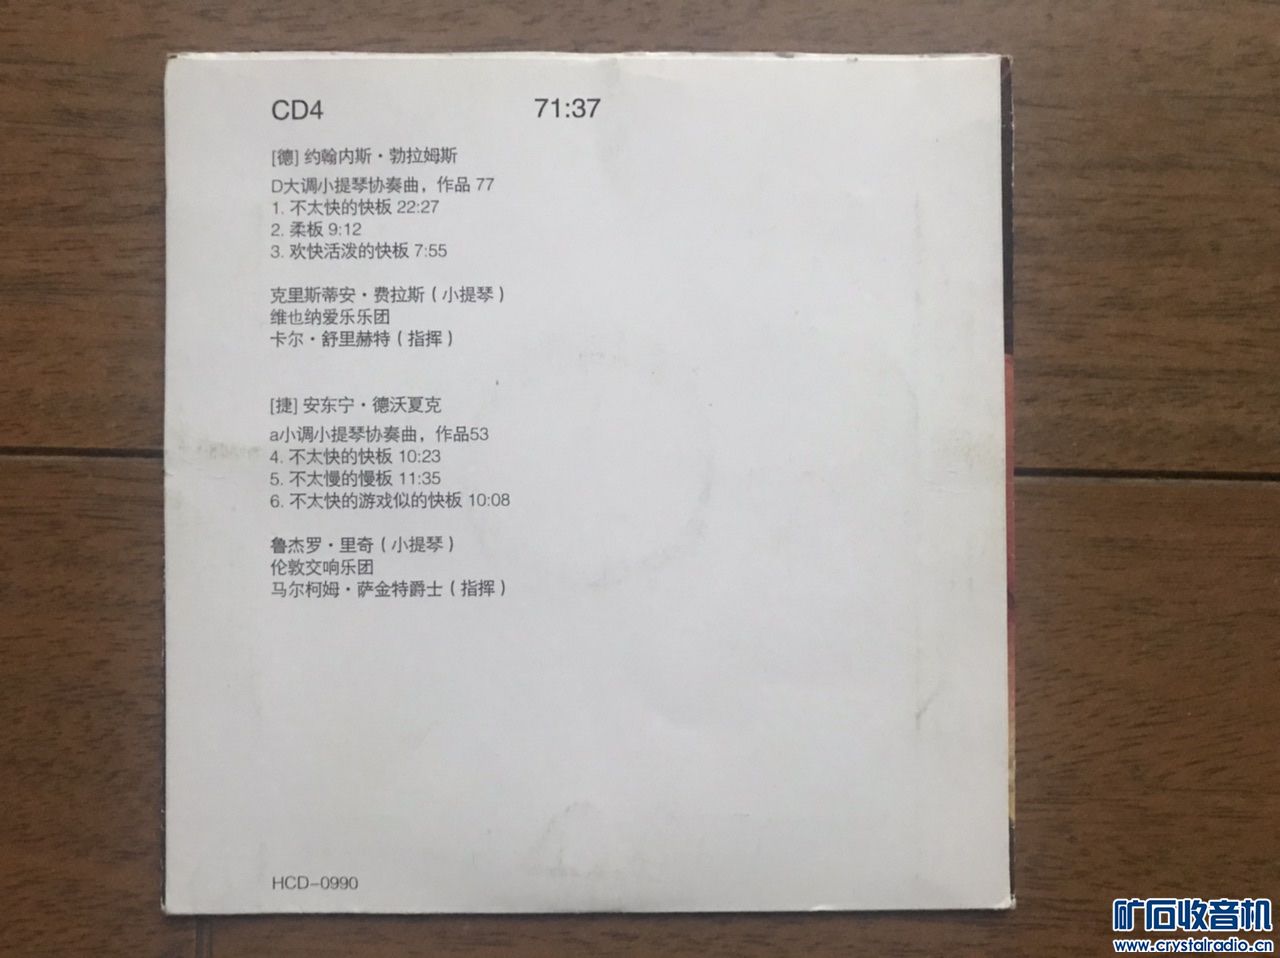 CD4 71:37
[德] 约翰内斯·勃拉姆斯
D大调小提琴协奏曲，作品 77
1. 不太快的快板 22:27
2. 柔板 9:12
3. 欢快活泼的快板 7:55
克里斯蒂安·费拉斯（小提琴）
维也纳爱乐乐团
卡尔·舒里赫特（指挥）
[捷] 安东宁·德沃夏克
a小调小提琴协奏曲，作品53
4. 不太快的快板 10:23
5. 不太慢的慢板 11:35
6. 不太快的游戏似的快板 10:08
鲁杰罗·里奇（小提琴）
伦敦交响乐团
马尔柯姆·萨金特爵士（指挥）
HCD-0990
矿石收音机
www.crystalradio.cn